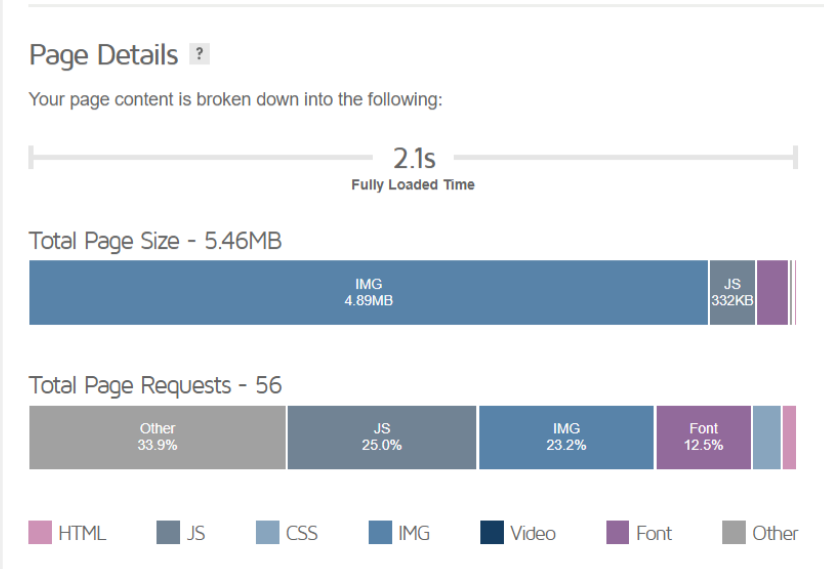 Page Details ?
Your page content is broken down into the following:
2.1s
Fully Loaded Time
Total Page Size - 5.46MB
IMG
4.89MB
JS
332KB
Total Page Requests - 56
Other
33.9%
JS
25.0%
IMG
23.2%
Font
12.5%
HTML JS CSS IMG Video Font Other